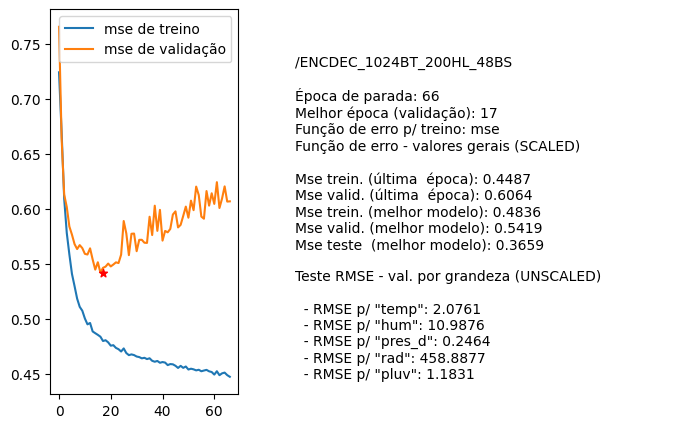 mse de treino
mse de validação
0.75
0.70
0.65
0.60
0.55
0.50
0.45
0
20
40
60
/ENCDEC_1024BT_200HL_48BS
Época de parada: 66
Melhor época (validação): 17
Função de erro p/ treino: mse
Função de erro - valores gerais (SCALED)
Mse trein. (última  época): 0.4487
Mse valid. (última  época): 0.6064
Mse trein. (melhor modelo): 0.4836
Mse valid. (melhor modelo): 0.5419
Mse teste  (melhor modelo): 0.3659
Teste RMSE - val. por grandeza (UNSCALED)
- RMSE p/ "temp": 2.0761
- RMSE p/ "hum": 10.9876
- RMSE p/ "pres_d": 0.2464
- RMSE p/ "rad": 458.8877
- RMSE p/ "pluv": 1.1831